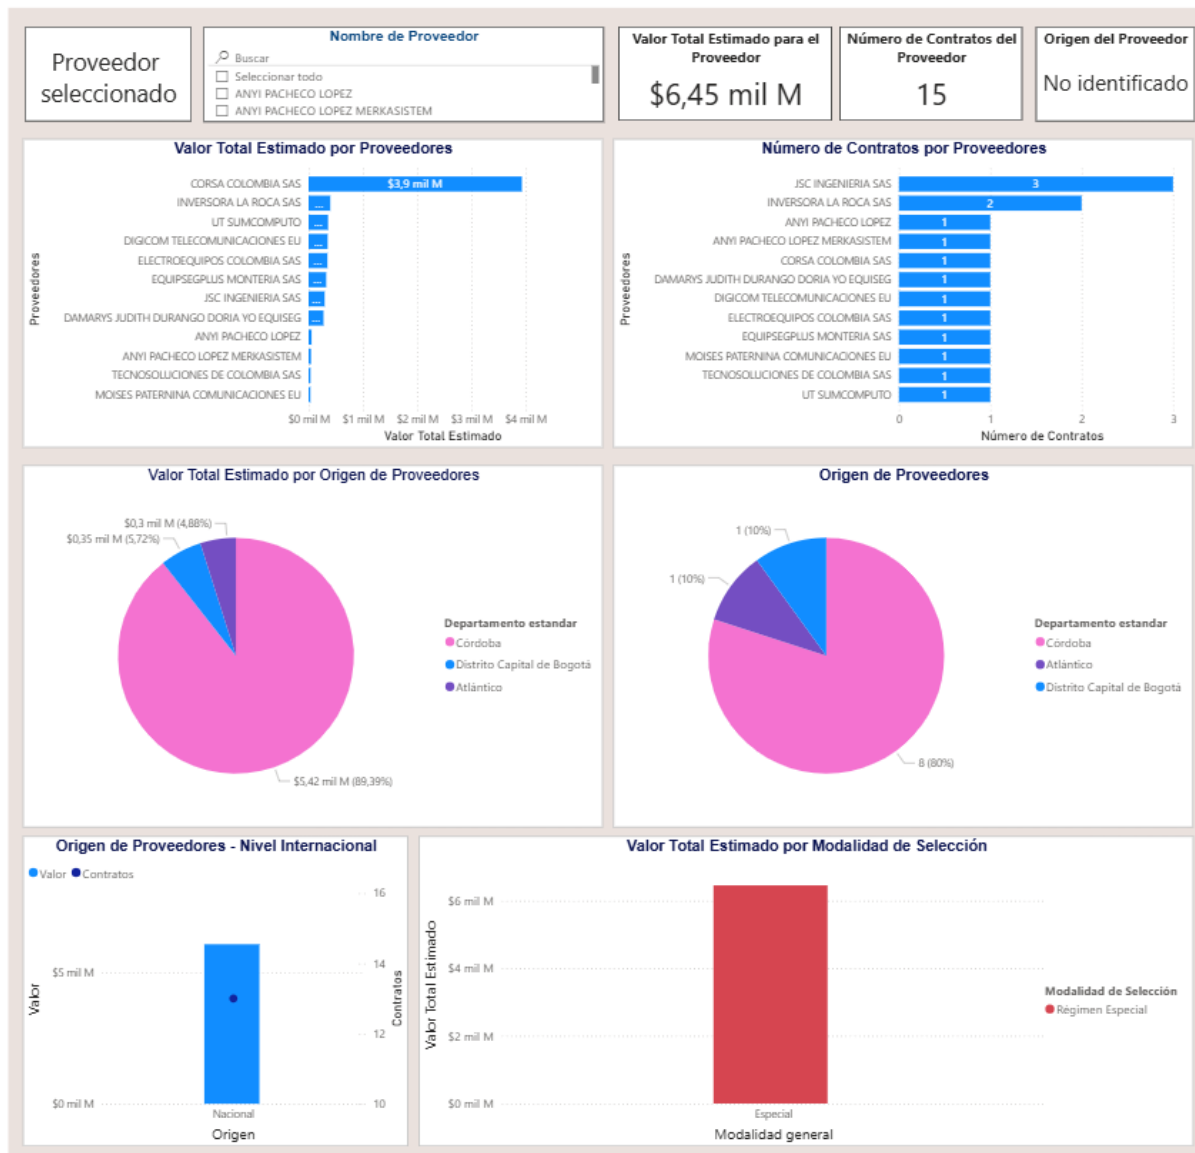 Proveedor
seleccionado
Nombre de Proveedor
Buscar
Seleccionar todo
ANYI PACHECO LOPEZ
ANYI PACHECO LOPEZ MERKASISTEM
Valor Total Estimado para el
Proveedor
$6,45 mil M
Número de Contratos del
Proveedor
15
Origen del Proveedor
No identificado
Valor Total Estimado por Proveedores
Proveedores
CORSA COLOMBIA SAS
$3,9 mil M
INVERSORA LA ROCA SAS
...
UT SUMCOMPUTO
...
DIGICOM TELECOMUNICACIONES EU
...
ELECTROEQUIPOS COLOMBIA SAS
...
EQUIPSEGPLUS MONTERIA SAS
...
JSC INGENIERIA SAS
...
DAMARYS JUDITH DURANGO DORIA YO EQUISEG
...
ANYI PACHECO LOPEZ
ANYI PACHECO LOPEZ MERKASISTEM
TECNOSOLUCIONES DE COLOMBIA SAS
MOISES PATERNINA COMUNICACIONES EU
$0 mil M $1 mil M $2 mil M $3 mil M $4 mil M
Valor Total Estimado
Número de Contratos por Proveedores
Proveedores
JSC INGENIERIA SAS 3
INVERSORA LA ROCA SAS 2
ANYI PACHECO LOPEZ 1
ANYI PACHECO LOPEZ MERKASISTEM 1
CORSA COLOMBIA SAS 1
DAMARYS JUDITH DURANGO DORIA YO EQUISEG 1
DIGICOM TELECOMUNICACIONES EU 1
ELECTROEQUIPOS COLOMBIA SAS 1
EQUIPSEGPLUS MONTERIA SAS 1
MOISES PATERNINA COMUNICACIONES EU 1
TECNOSOLUCIONES DE COLOMBIA SAS 1
UT SUMCOMPUTO 1
0 1 2 3
Número de Contratos
Valor Total Estimado por Origen de Proveedores
$0,3 mil M (4,88%)
$0,35 mil M (5,72%)
$5,42 mil M (89,39%)
Departamento estandar
Córdoba
Distrito Capital de Bogotá
Atlántico
Origen de Proveedores
1 (10%)
1 (10%)
8 (80%)
Departamento estandar
Córdoba
Atlántico
Distrito Capital de Bogotá
Origen de Proveedores - Nivel Internacional
Valor Contratos
Valor
$5 mil M
$0 mil M
16
14
12
10
Contratos
Nacional
Origen
Valor Total Estimado por Modalidad de Selección
Valor Total Estimado
$6 mil M
$4 mil M
$2 mil M
$0 mil M
Especial
Modalidad general
Modalidad de Selección
Régimen Especial